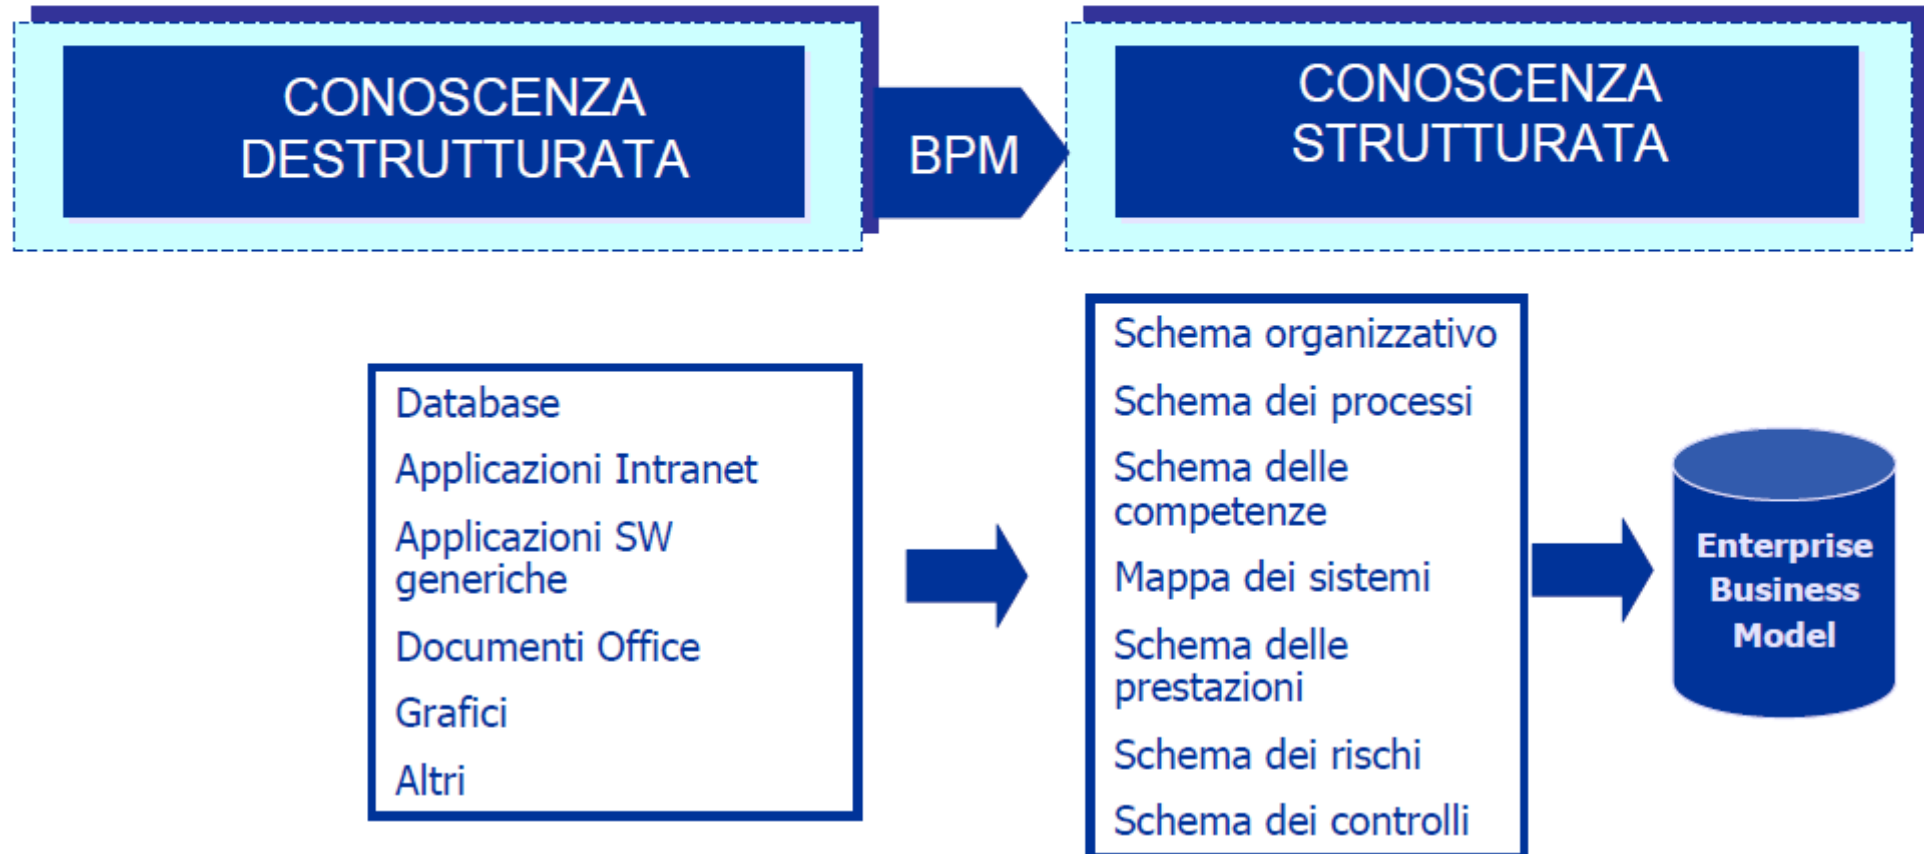 CONOSCENZA
DESTRUTTURATA
BPM
CONOSCENZA
STRUTTURATA
Database
Applicazioni Intranet
Applicazioni SW
generiche
Documenti Office
Grafici
Altri
Schema organizzativo
Schema dei processi
Schema delle
competenze
Mappa dei sistemi
Schema delle
prestazioni
Schema dei rischi
Schema dei controlli
Enterprise
Business
Model